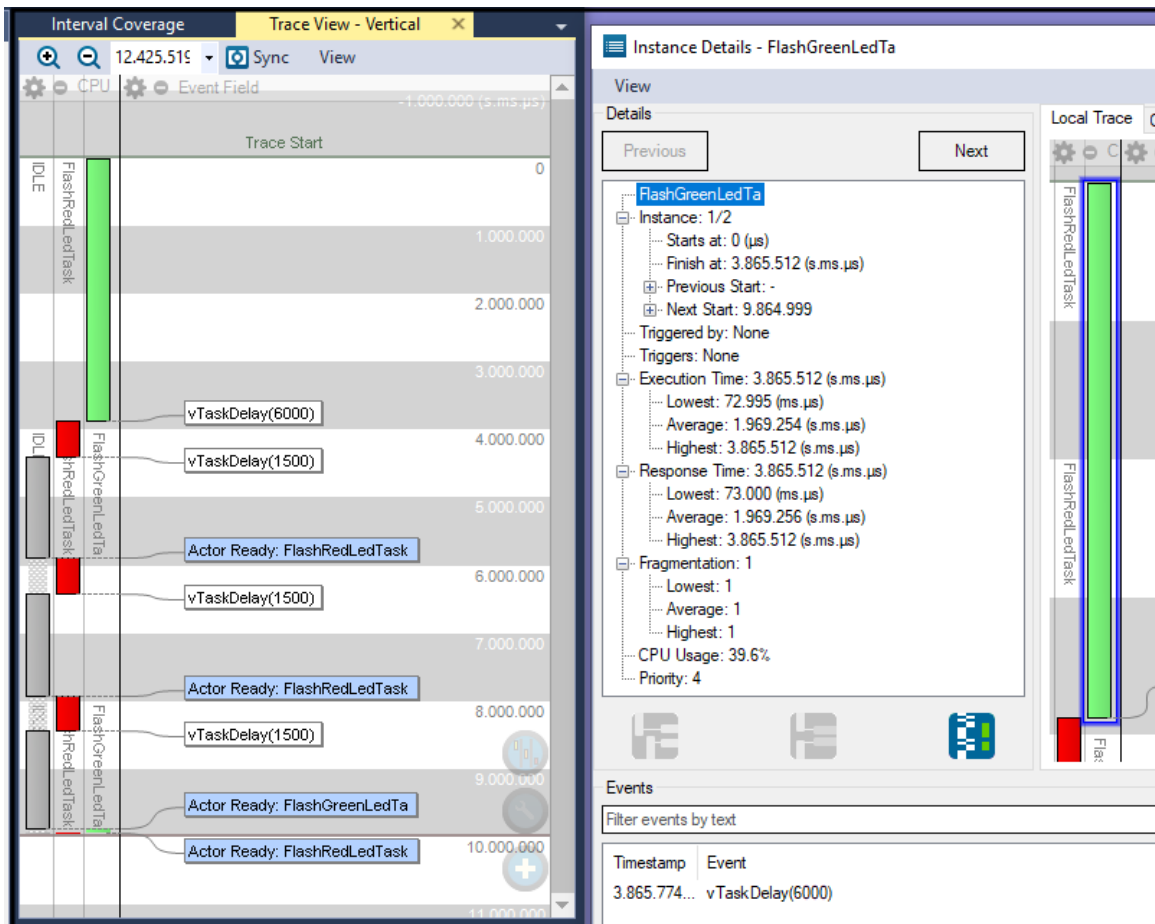 Interval Coverage
Trace View - Vertical
12.425.519
Sync
View
CPU
Event Field
-1.000.000 (s.ms.µs)
Trace Start
IDLE
FlashRedLedTask
0
1.000.000
2.000.000
3.000.000
vTaskDelay(6000)
4.000.000
FlashGreenLedTa
vTaskDelay(1500)
5.000.000
Actor Ready: FlashRedLedTask
6.000.000
vTaskDelay(1500)
7.000.000
Actor Ready: FlashRedLedTask
8.000.000
FlashGreenLedTa
vTaskDelay(1500)
9.000.000
Actor Ready: FlashGreenLedTa
10.000.000
Actor Ready: FlashRedLedTask
11.000.000
Instance Details - FlashGreenLedTa
View
Details
Previous
Next
FlashGreenLedTa
Instance: 1/2
Starts at: 0 (µs)
Finish at: 3.865.512 (s.ms.µs)
Previous Start: -
Next Start: 9.864.999
Triggered by: None
Triggers: None
Execution Time: 3.865.512 (s.ms.µs)
Lowest: 72.995 (ms.µs)
Average: 1.969.254 (s.ms.µs)
Highest: 3.865.512 (s.ms.µs)
Response Time: 3.865.512 (s.ms.µs)
Lowest: 73.000 (ms.µs)
Average: 1.969.256 (s.ms.µs)
Highest: 3.865.512 (s.ms.µs)
Fragmentation: 1
Lowest: 1
Average: 1
Highest: 1
CPU Usage: 39.6%
Priority: 4
Events
Filter events by text
Timestamp Event
3.865.774... vTaskDelay(6000)
Local Trace
FlashRedLedTask
FlashRedLedTask